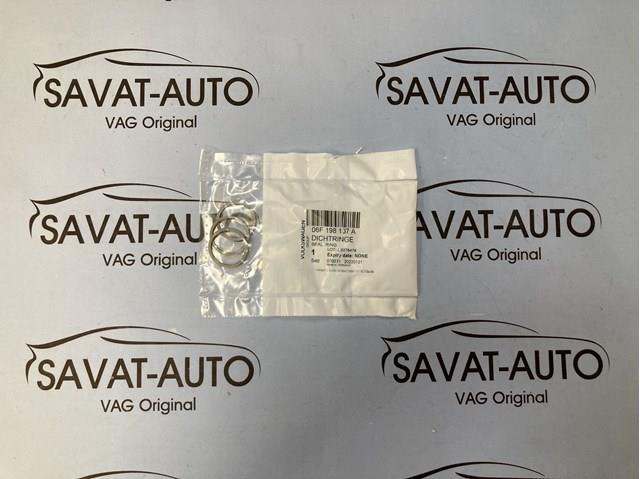 SAVAT-AUTO
VAG Original
SAVAT-AUTO
VAG Original
SAVAT-AUTO
VAG Original
SAVAT-AUTO
VAG Original
VOLKSWAGEN
06F 198 137 A
DICHTRINGE
SEAL RING
1
Expiry date: NONE
SAVAT-AUTO
VAG Original
SAVAT-AUTO
VAG Original